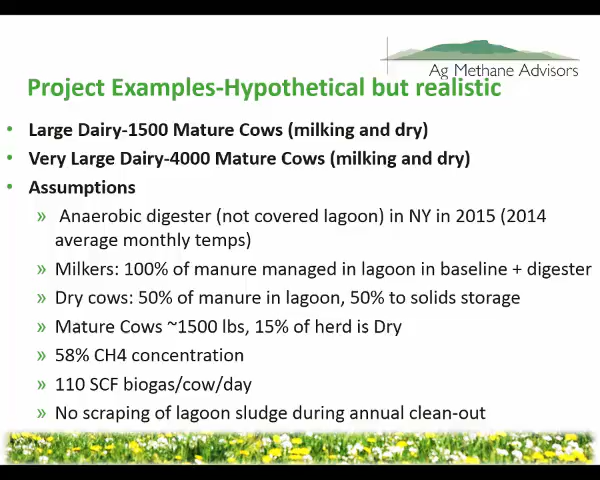 Ag Methane Advisors
Project Examples-Hypothetical but realistic
• Large Dairy-1500 Mature Cows (milking and dry)
• Very Large Dairy-4000 Mature Cows (milking and dry)
• Assumptions
» Anaerobic digester (not covered lagoon) in NY in 2015 (2014
average monthly temps)
» Milkers: 100% of manure managed in lagoon in baseline + digester
» Dry cows: 50% of manure in lagoon, 50% to solids storage
» Mature Cows ~1500 lbs, 15% of herd is Dry
» 58% CH4 concentration
» 110 SCF biogas/cow/day
» No scraping of lagoon sludge during annual clean-out